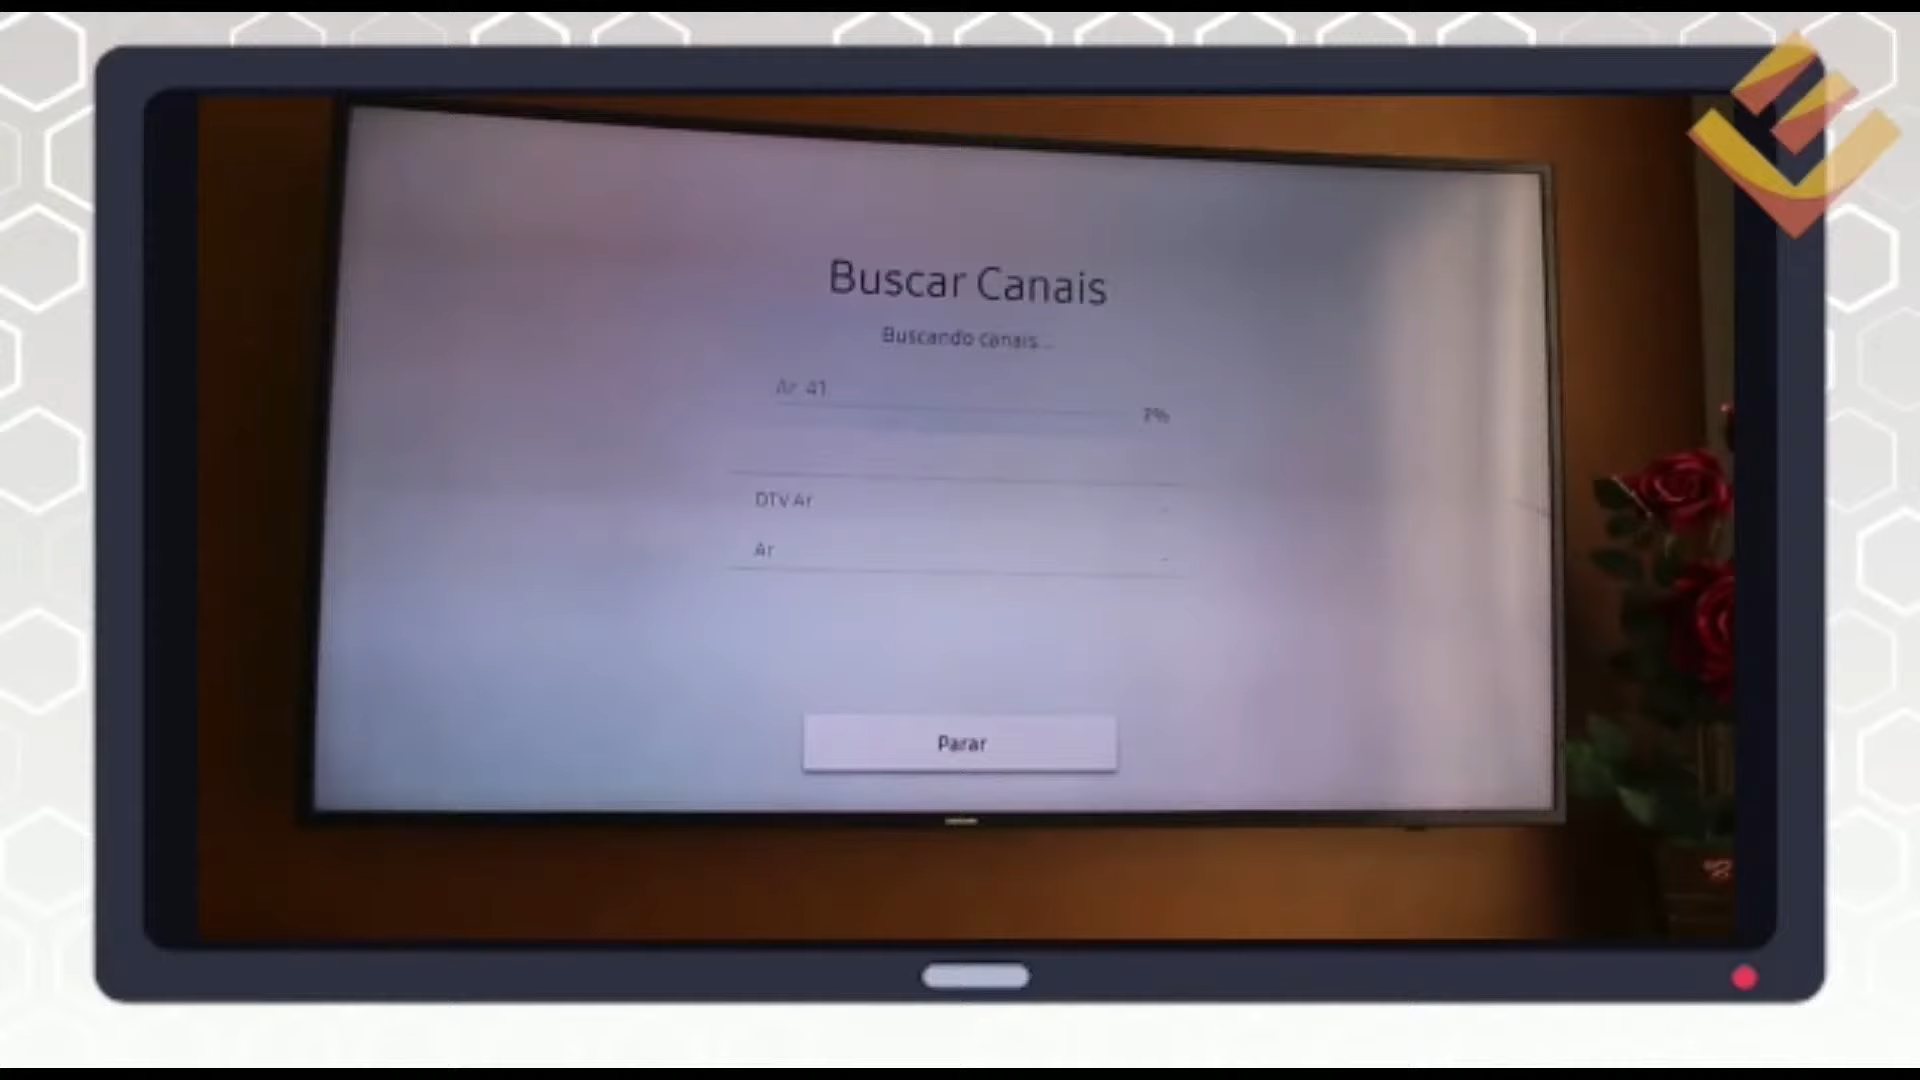 Buscar Canais
Buscando canais...
Ar 41
DTV Ar
Ar
Parar